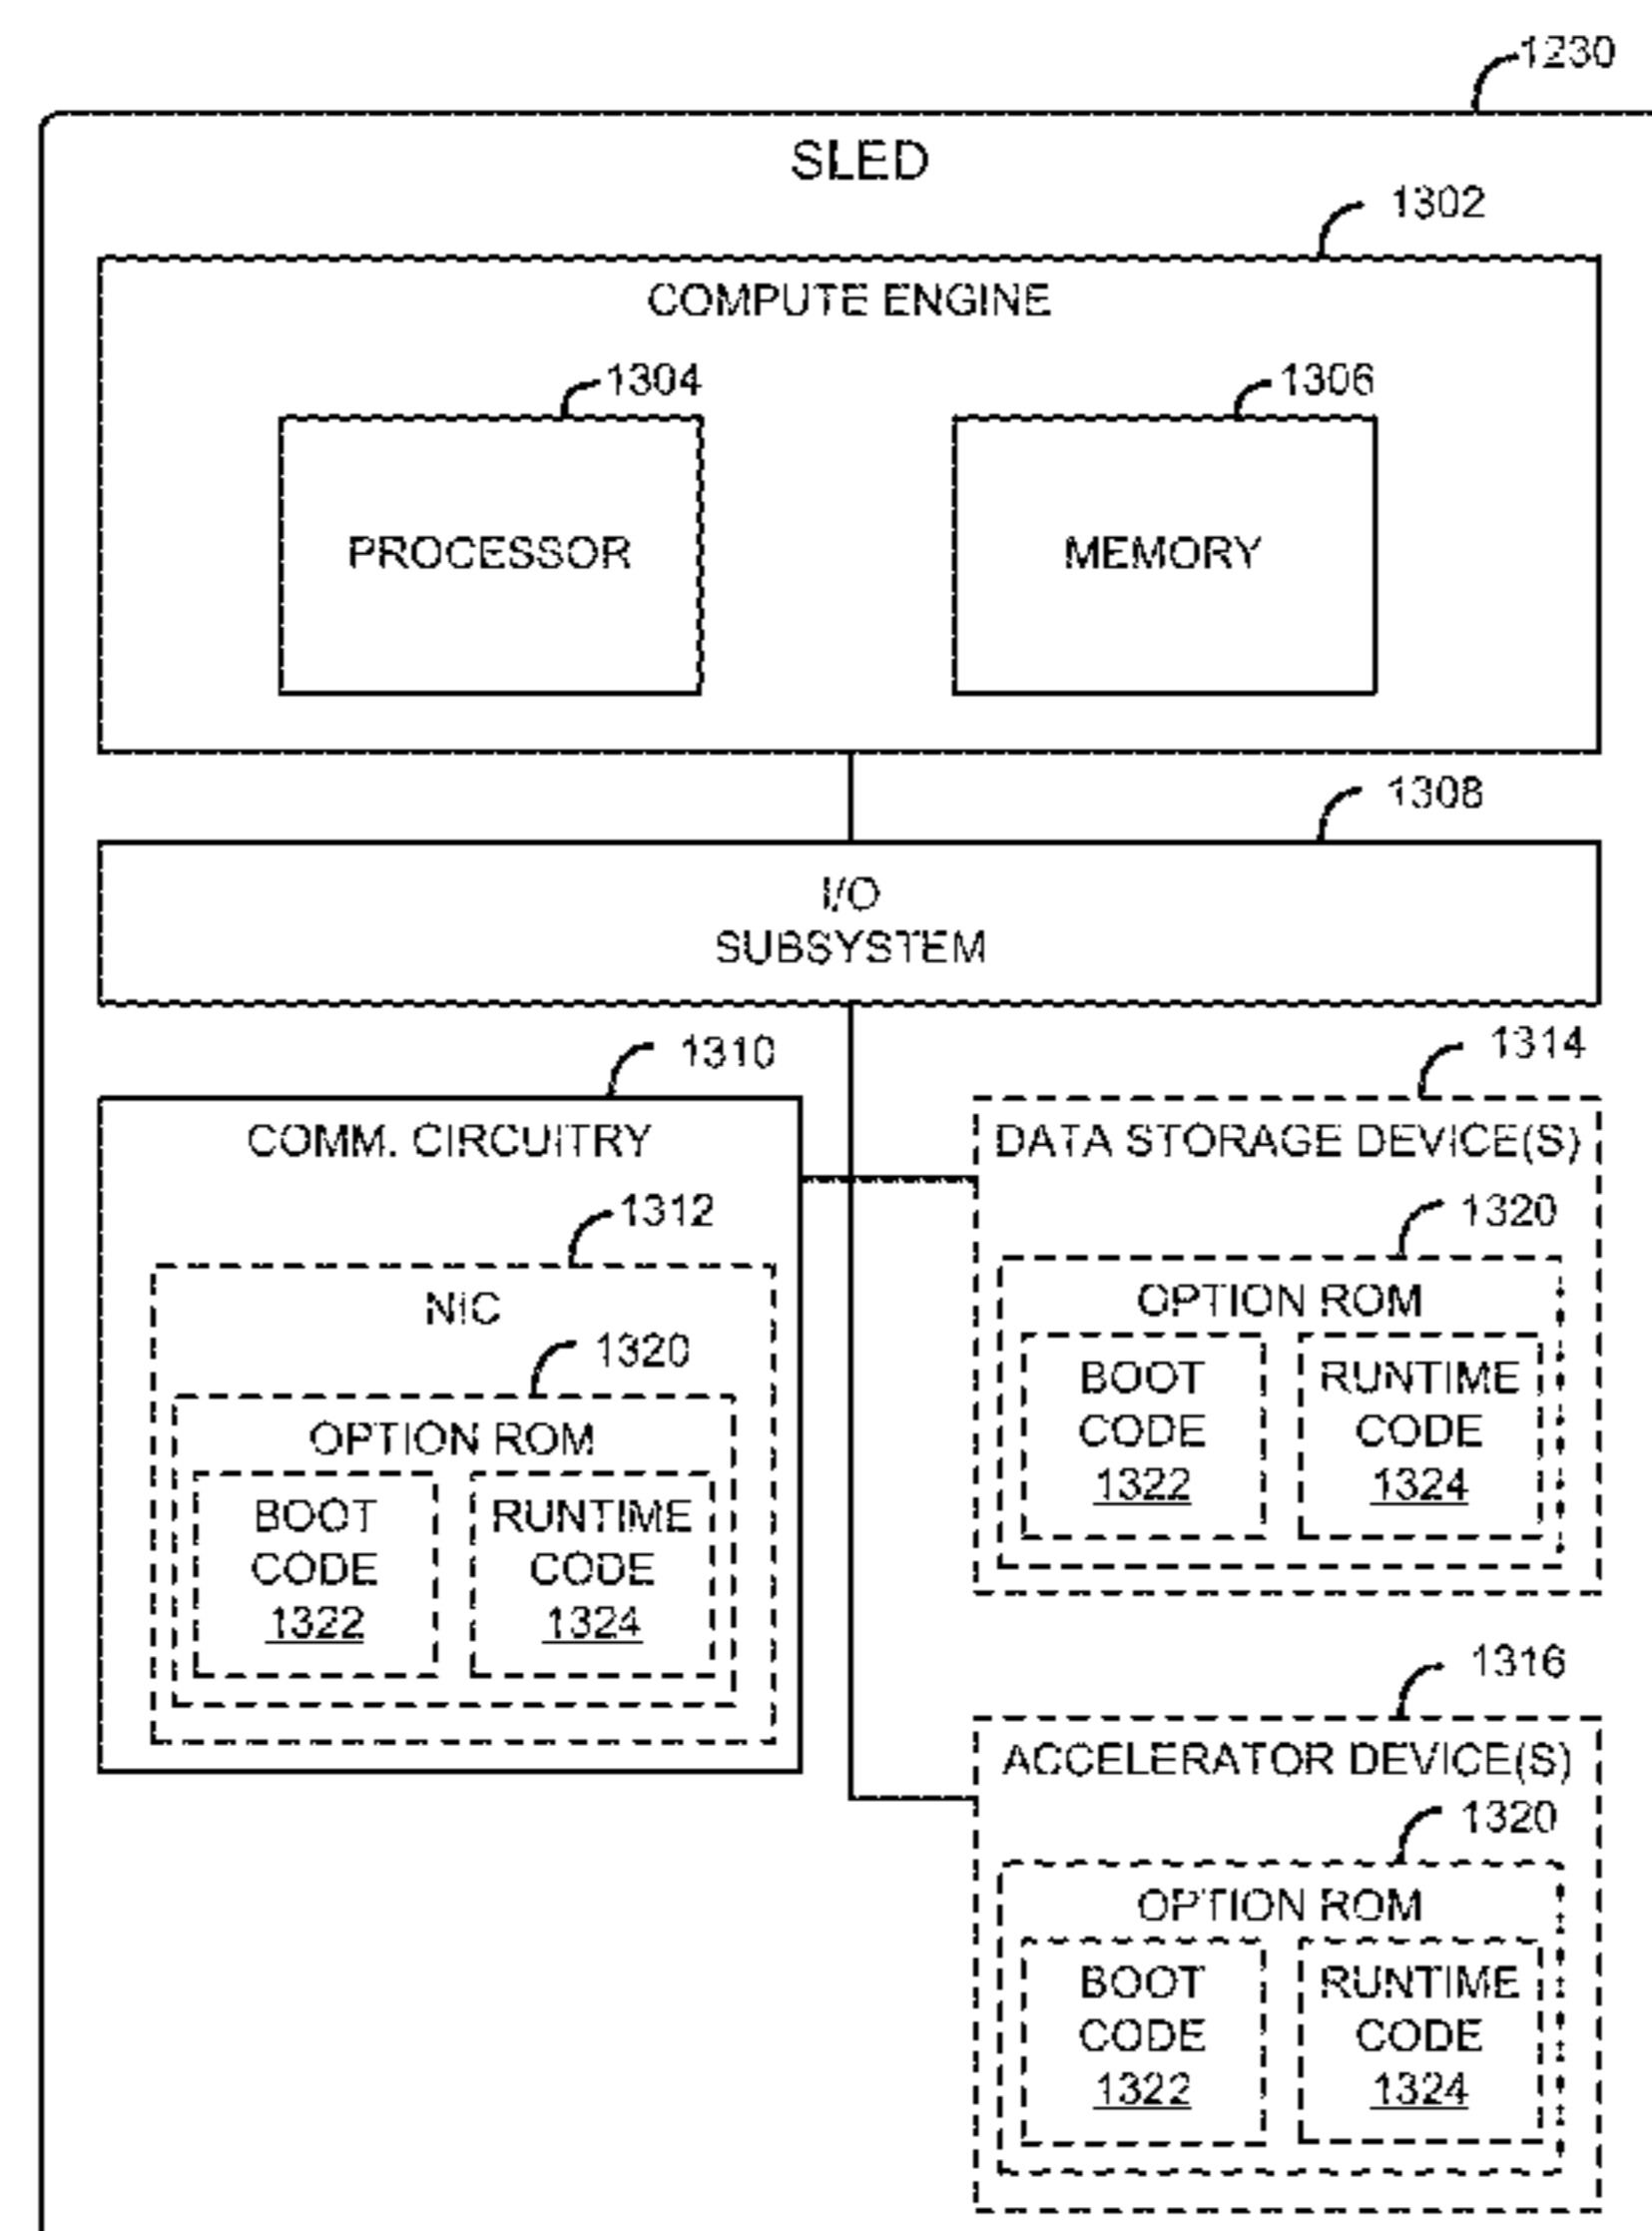 1230
SLED
1302
COMPUTE ENGINE
1304
1306
PROCESSOR
MEMORY
1308
I/O
SUBSYSTEM
1310
COMM. CIRCUITRY
1312
NIC
1320
OPTION ROM
BOOT
CODE
1322
RUNTIME
CODE
1324
1314
DATA STORAGE DEVICE(S)
1320
OPTION ROM
BOOT
CODE
1322
RUNTIME
CODE
1324
1316
ACCELERATOR DEVICE(S)
1320
OPTION ROM
BOOT
CODE
1322
RUNTIME
CODE
1324